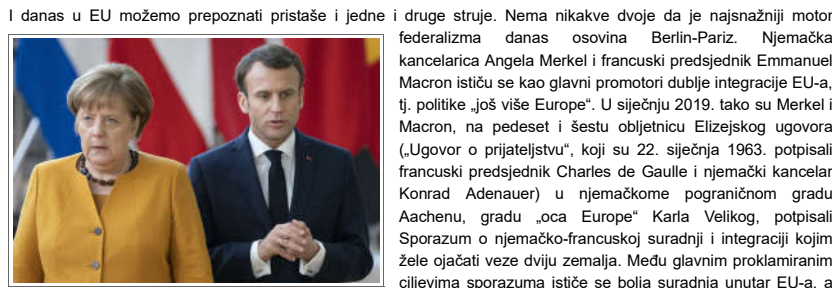 I danas u EU možemo prepoznati pristaše i jedne i druge struje. Nema nikakve dvoje da je najsnažniji motor
federalizma danas osovina Berlin-Pariz. Njemačka
kancelarica Angela Merkel i francuski predsjednik Emmanuel
Macron ističu se kao glavni promotori dublje integracije EU-a,
tj. politike „još više Europe“. U siječnju 2019. tako su Merkel i
Macron, na pedeset i šestu obljetnicu Elizejskog ugovora
(„Ugovor o prijateljstvu“, koji su 22. siječnja 1963. potpisali
francuski predsjednik Charles de Gaulle i njemački kancelar
Konrad Adenauer) u njemačkome pograničnom gradu
Aachenu, gradu „oca Europe“ Karla Velikog, potpisali
Sporazum o njemačko-francuskoj suradnji i integraciji kojim
žele ojačati veze dviju zemalja. Među glavnim proklamiranim
ciljevima sporazuma ističe se bolja suradnja unutar EU-a, a